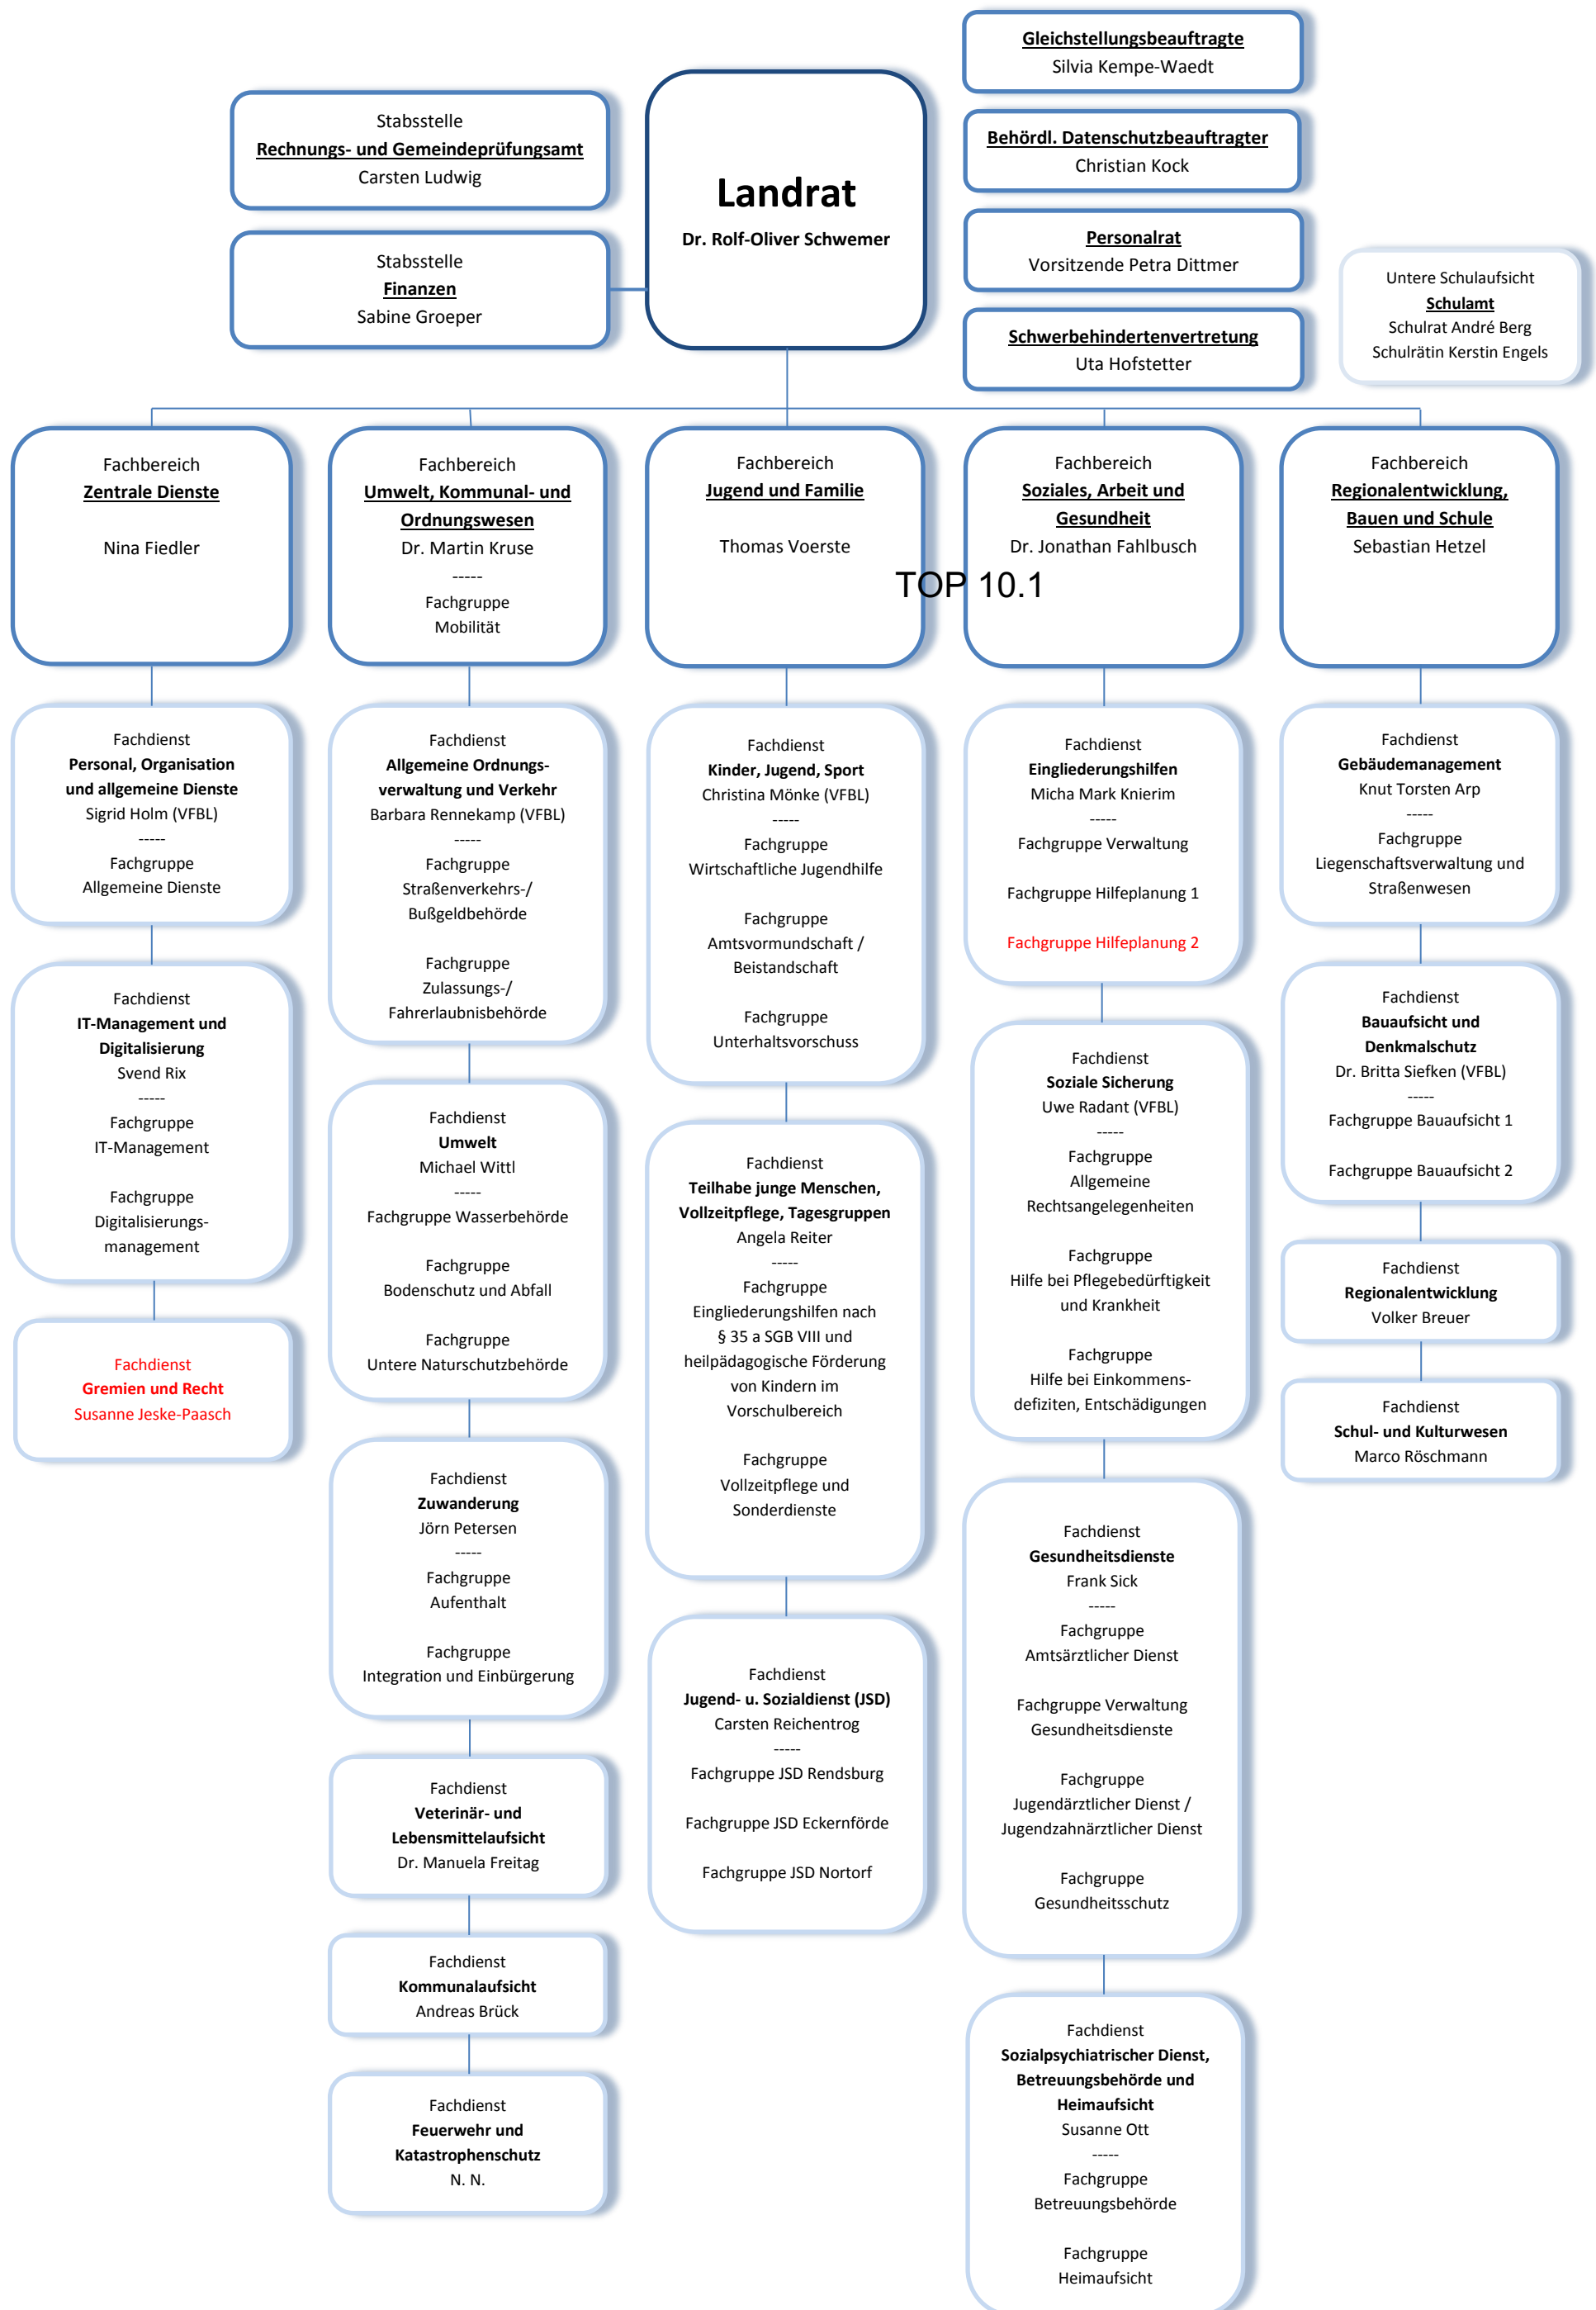 Gleichstellungsbeauftragte
Silvia Kempe-Waedt
Stabsstelle
Rechnungs- und Gemeindeprüfungsamt
Carsten Ludwig
Behördl. Datenschutzbeauftragter
Christian Kock
Landrat
Dr. Rolf-Oliver Schwemer
Personalrat
Vorsitzende Petra Dittmer
Stabsstelle
Finanzen
Sabine Groeper
Untere Schulaufsicht
Schulamt
Schulrat André Berg
Schulrätin Kerstin Engels
Schwerbehindertenvertretung
Uta Hofstetter
Fachbereich
Zentrale Dienste
Nina Fiedler
Fachbereich
Umwelt, Kommunal- und
Ordnungswesen
Dr. Martin Kruse
-----
Fachgruppe
Mobilität
Fachbereich
Jugend und Familie
Thomas Voerste
Fachbereich
Soziales, Arbeit und
Gesundheit
Dr. Jonathan Fahlbusch
Fachbereich
Regionalentwicklung,
Bauen und Schule
Sebastian Hetzel
TOP 10.1
Fachdienst
Personal, Organisation
und allgemeine Dienste
Sigrid Holm (VFBL)
-----
Fachgruppe
Allgemeine Dienste
Fachdienst
IT-Management und
Digitalisierung
Svend Rix
-----
Fachgruppe
IT-Management
Fachgruppe
Digitalisierungs-
management
Fachdienst
Gremien und Recht
Susanne Jeske-Paasch
Fachdienst
Allgemeine Ordnungs-
verwaltung und Verkehr
Barbara Rennekamp (VFBL)
-----
Fachgruppe
Straßenverkehrs-/
Bußgeldbehörde
Fachgruppe
Zulassungs-/
Fahrerlaubnisbehörde
Fachdienst
Umwelt
Michael Wittl
-----
Fachgruppe Wasserbehörde
Fachgruppe
Bodenschutz und Abfall
Fachgruppe
Untere Naturschutzbehörde
Fachdienst
Zuwanderung
Jörn Petersen
-----
Fachgruppe
Aufenthalt
Fachgruppe
Integration und Einbürgerung
Fachdienst
Veterinär- und
Lebensmittelaufsicht
Dr. Manuela Freitag
Fachdienst
Kommunalaufsicht
Andreas Brück
Fachdienst
Feuerwehr und
Katastrophenschutz
N. N.
Fachdienst
Kinder, Jugend, Sport
Christina Mönke (VFBL)
-----
Fachgruppe
Wirtschaftliche Jugendhilfe
Fachgruppe
Amtsvormundschaft /
Beistandschaft
Fachgruppe
Unterhaltsvorschuss
Fachdienst
Teilhabe junge Menschen,
Vollzeitpflege, Tagesgruppen
Angela Reiter
-----
Fachgruppe
Eingliederungshilfen nach
§ 35 a SGB VIII und
heilpädagogische Förderung
von Kindern im
Vorschulbereich
Fachgruppe
Vollzeitpflege und
Sonderdienste
Fachdienst
Jugend- u. Sozialdienst (JSD)
Carsten Reichentrog
-----
Fachgruppe JSD Rendsburg
Fachgruppe JSD Eckernförde
Fachgruppe JSD Nortorf
Fachdienst
Eingliederungshilfen
Micha Mark Knierim
-----
Fachgruppe Verwaltung
Fachgruppe Hilfeplanung 1
Fachgruppe Hilfeplanung 2
Fachdienst
Soziale Sicherung
Uwe Radant (VFBL)
-----
Fachgruppe
Allgemeine
Rechtsangelegenheiten
Fachgruppe
Hilfe bei Pflegebedürftigkeit
und Krankheit
Fachgruppe
Hilfe bei Einkommens-
defiziten, Entschädigungen
Fachdienst
Gesundheitsdienste
Frank Sick
-----
Fachgruppe
Amtsärztlicher Dienst
Fachgruppe Verwaltung
Gesundheitsdienste
Fachgruppe
Jugendärztlicher Dienst /
Jugendzahnärztlicher Dienst
Fachgruppe
Gesundheitsschutz
Fachdienst
Sozialpsychiatrischer Dienst,
Betreuungsbehörde und
Heimaufsicht
Susanne Ott
-----
Fachgruppe
Betreuungsbehörde
Fachgruppe
Heimaufsicht
Fachdienst
Gebäudemanagement
Knut Torsten Arp
-----
Fachgruppe
Liegenschaftsverwaltung und
Straßenwesen
Fachdienst
Bauaufsicht und
Denkmalschutz
Dr. Britta Siefken (VFBL)
-----
Fachgruppe Bauaufsicht 1
Fachgruppe Bauaufsicht 2
Fachdienst
Regionalentwicklung
Volker Breuer
Fachdienst
Schul- und Kulturwesen
Marco Röschmann